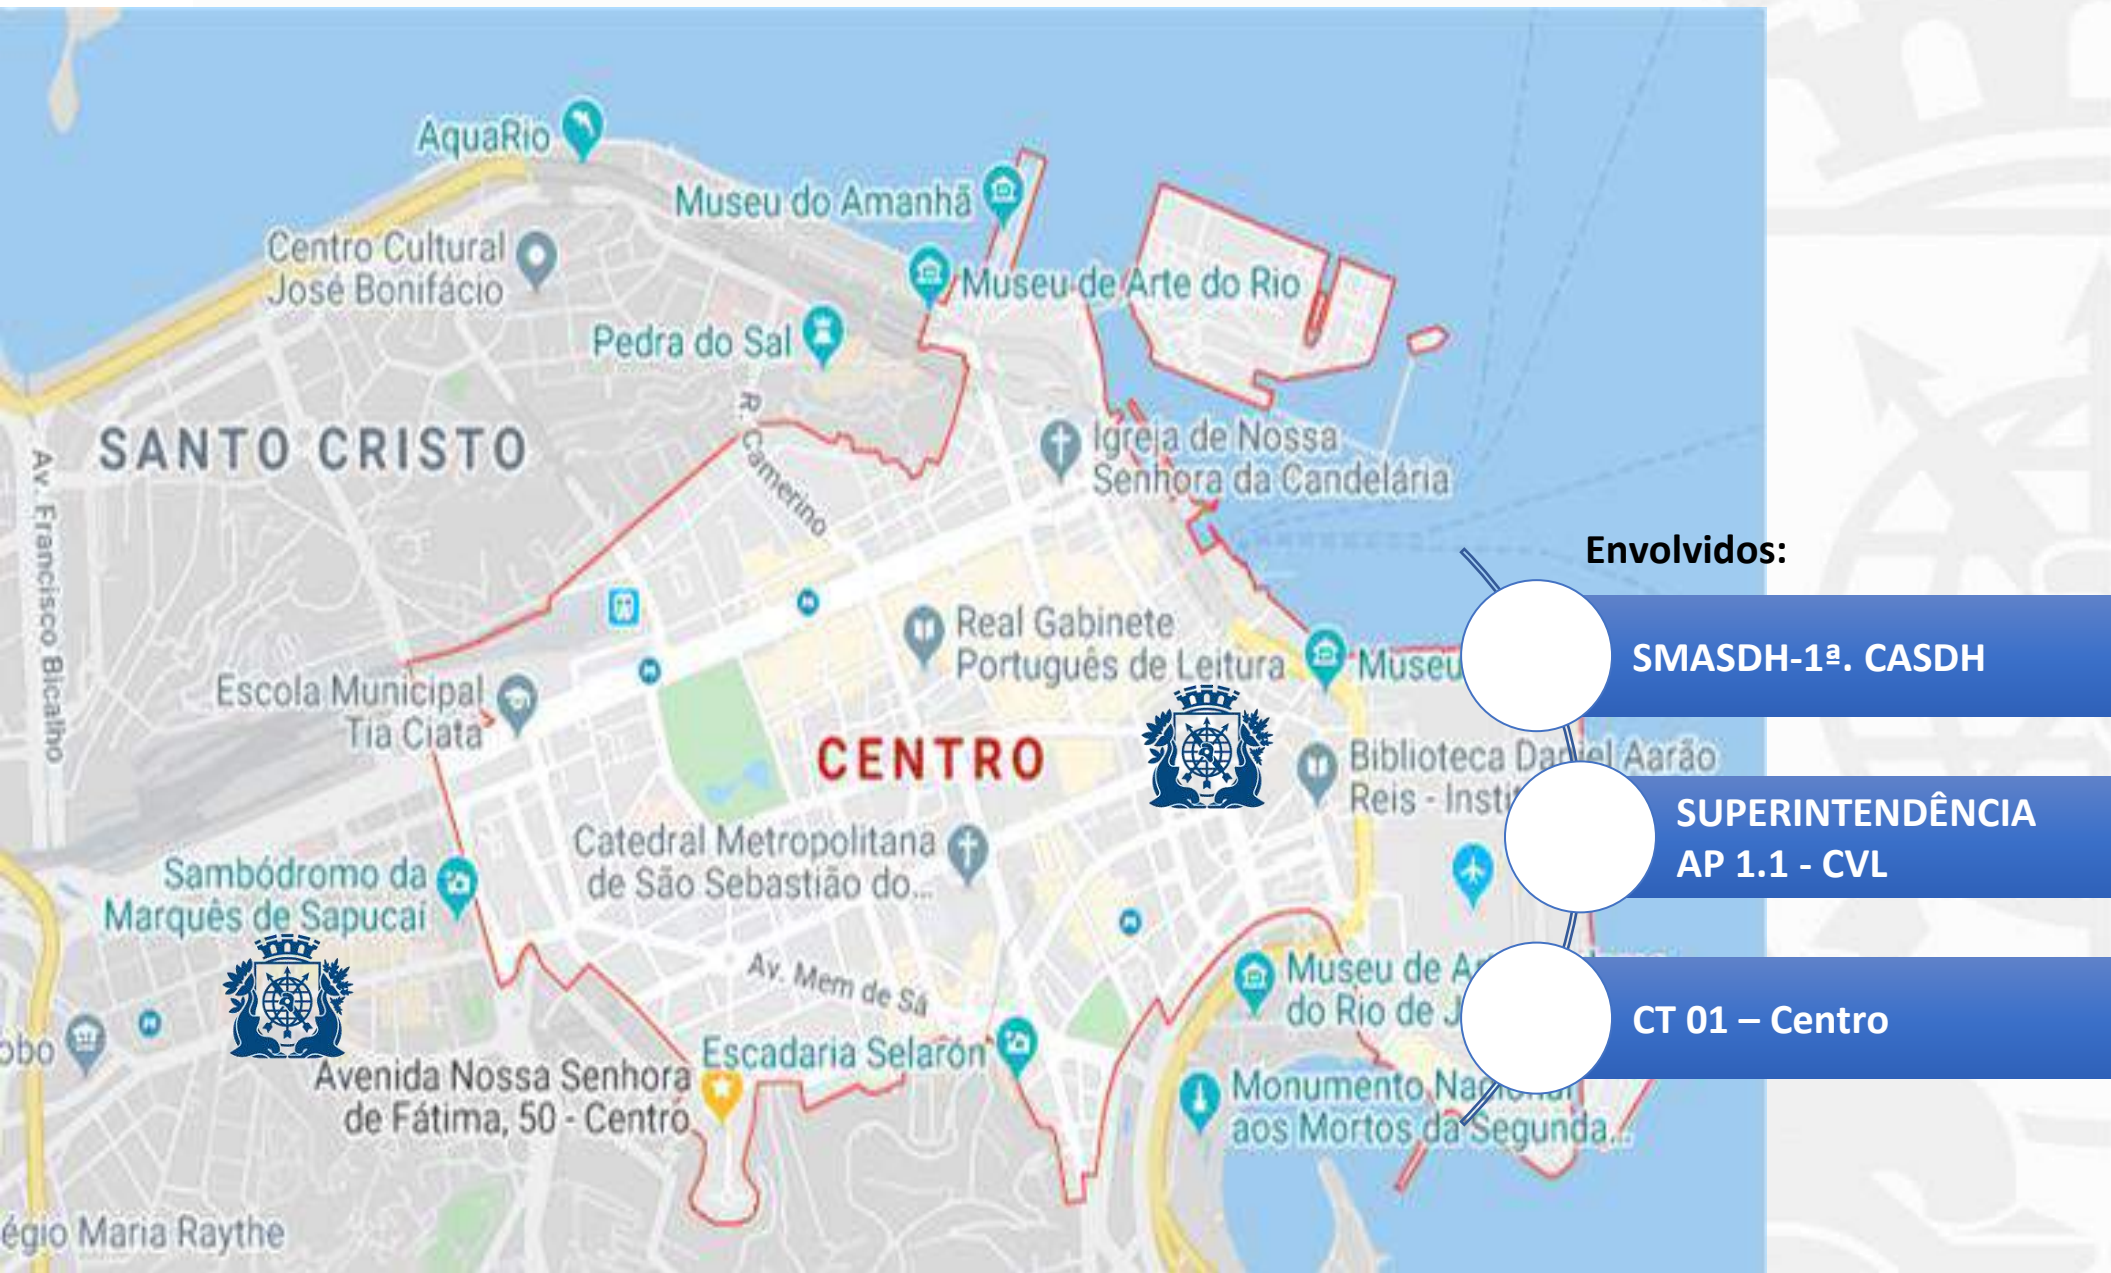 AquaRio
Museu do Amanhã
Centro Cultural
José Bonifácio
Museu de Arte do Rio
Pedra do Sal
R. Camerino
SANTO CRISTO
Igreja de Nossa
Senhora da Candelária
Av. Francisco Bicalho
Envolvidos:
Real Gabinete
Português de Leitura
Museu
SMASDH-1ª. CASDH
Escola Municipal
Tia Ciata
CENTRO
Biblioteca Daniel Aarão
Reis - Insti
SUPERINTENDÊNCIA
AP 1.1 - CVL
Catedral Metropolitana
de São Sebastião do...
Sambódromo da
Marquês de Sapucaí
Av. Mem de Sá
Museu de A
do Rio de J
CT 01 – Centro
obo
Escadaria Selarón
Avenida Nossa Senhora
de Fátima, 50 - Centro
Monumento Nacional
aos Mortos da Segunda...
égio Maria Raythe